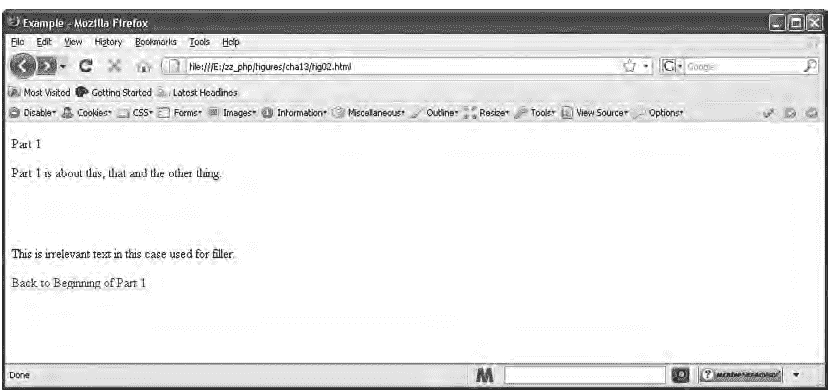 Example - Mozilla Firefox
File Edit View History Bookmarks Tools Help
file:///E:/zz_php/figures/cha13/fig02.html
Google
Most Visited Getting Started Latest Headlines
Disable Cookies CSS Forms Images Information Miscellaneous Outline Resize Tools View Source Options
Part 1
Part 1 is about this, that and the other thing.
This is irrelevant text in this case used for filler.
Back to Beginning of Part 1
Done
M